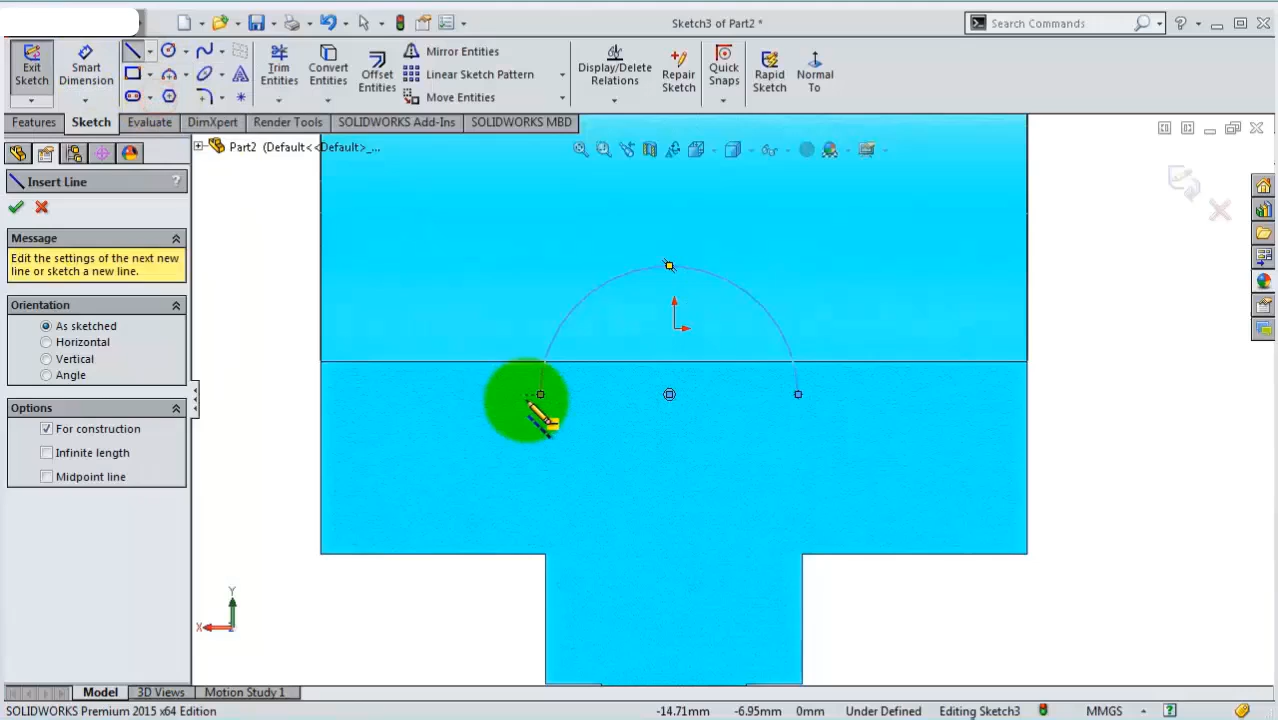 Sketch3 of Part2 *
Search Commands
?
Exit Sketch
Smart Dimension
Trim Entities
Convert Entities
Offset Entities
Mirror Entities
Linear Sketch Pattern
Move Entities
Display/Delete Relations
Repair Sketch
Quick Snaps
Rapid Sketch
Normal To
Features
Sketch
Evaluate
DimXpert
Render Tools
SOLIDWORKS Add-Ins
SOLIDWORKS MBD
Part2 (Default<<Default>_...
Insert Line
?
Message
Edit the settings of the next new
line or sketch a new line.
Orientation
As sketched
Horizontal
Vertical
Angle
Options
For construction
Infinite length
Midpoint line
Y
X
Model
3D Views
Motion Study 1
SOLIDWORKS Premium 2015 x64 Edition
-14.71mm
-6.95mm
0mm
Under Defined
Editing Sketch3
MMGS
?